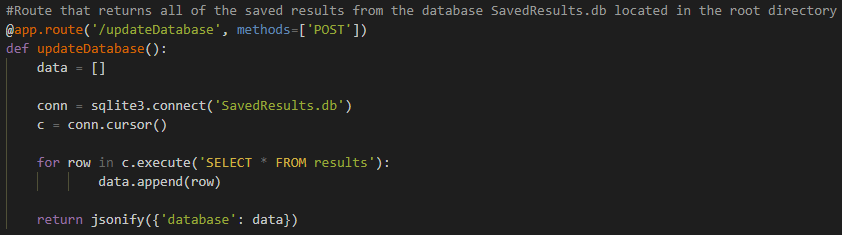 #Route that returns all of the saved results from the database SavedResults.db located in the root directory
@app.route('/updateDatabase', methods=['POST'])
def updateDatabase():
    data = []

    conn = sqlite3.connect('SavedResults.db')
    c = conn.cursor()

    for row in c.execute('SELECT * FROM results'):
            data.append(row)

    return jsonify({'database': data})